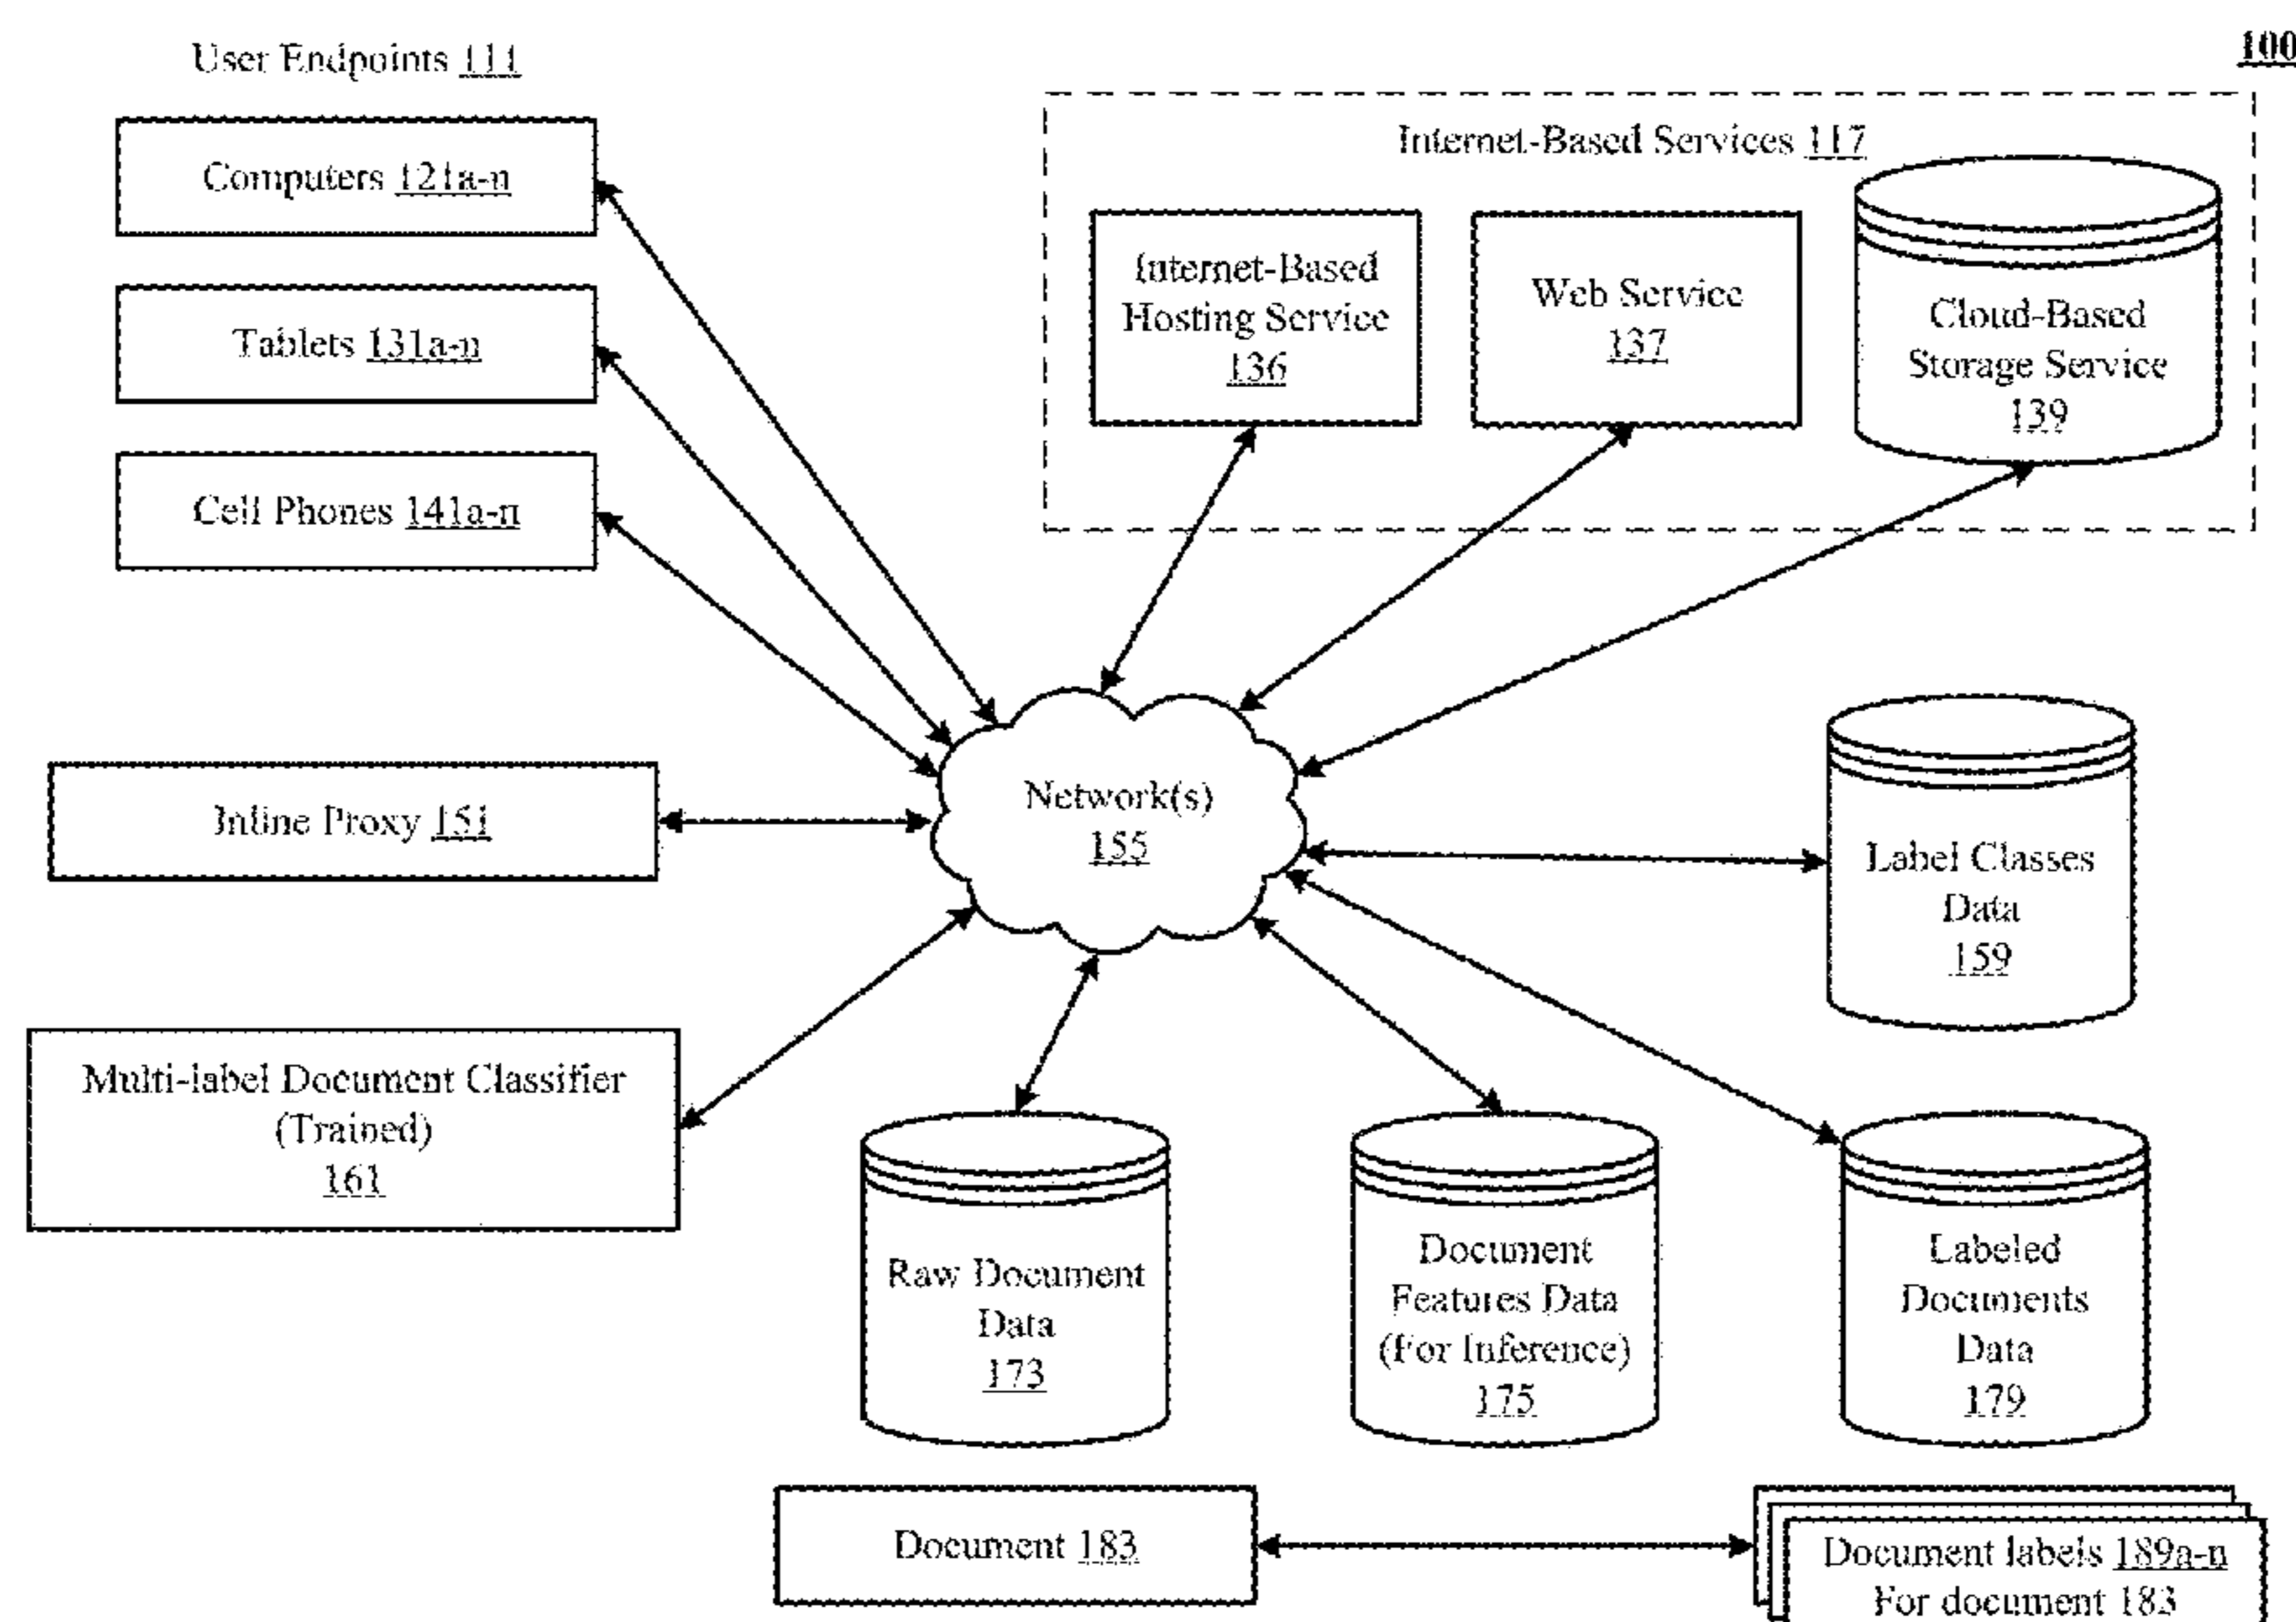 100
User Endpoints 111
Computers 121a-n
Tablets 131a-n
Cell Phones 141a-n
Internet-Based Services 117
Internet-Based
Hosting Service
136
Web Service
137
Cloud-Based
Storage Service
139
Inline Proxy 151
Network(s)
155
Label Classes
Data
159
Multi-label Document Classifier
(Trained)
161
Raw Document
Data
173
Document
Features Data
(For Inference)
175
Labeled
Documents
Data
179
Document 183
Document labels 189a-n
For document 183